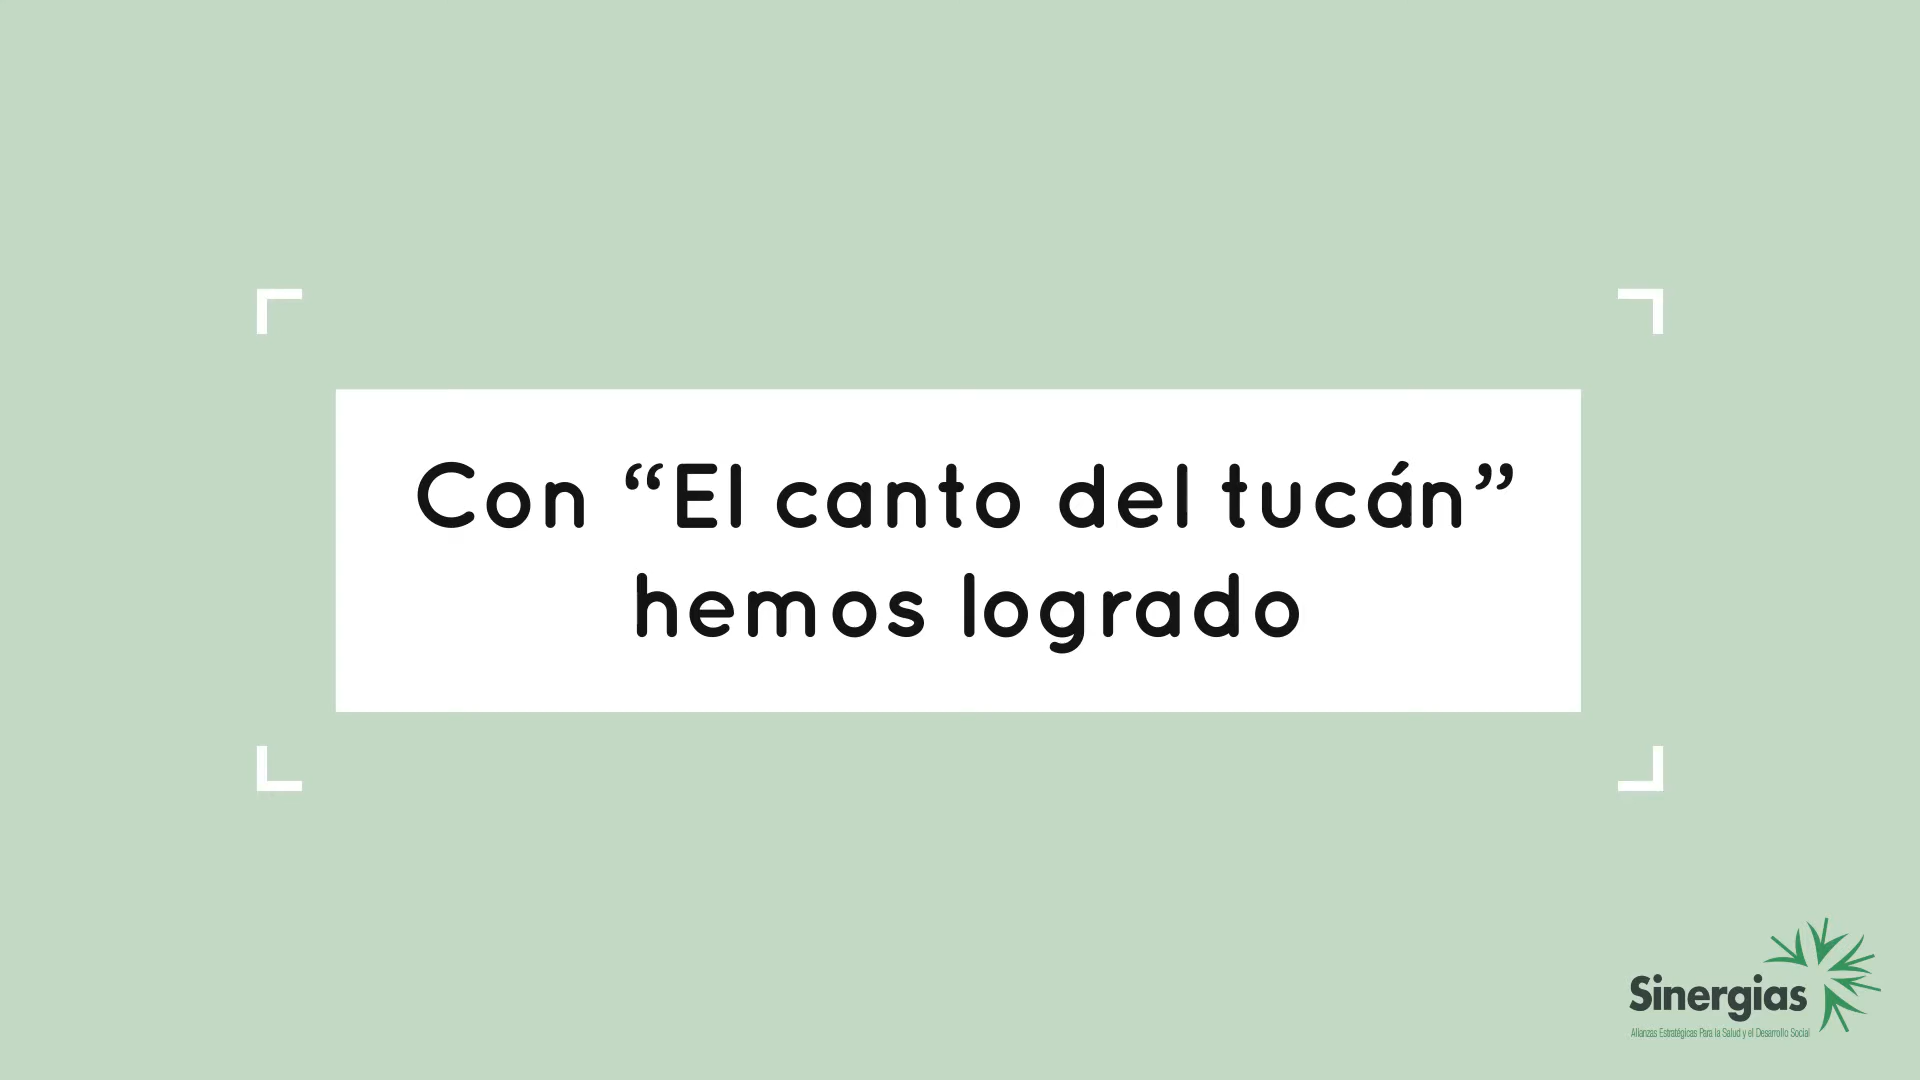 Con “El canto del tucán”
hemos logrado
Sinergias
Alianzas Estratégicas Para la Salud y el Desarrollo Social